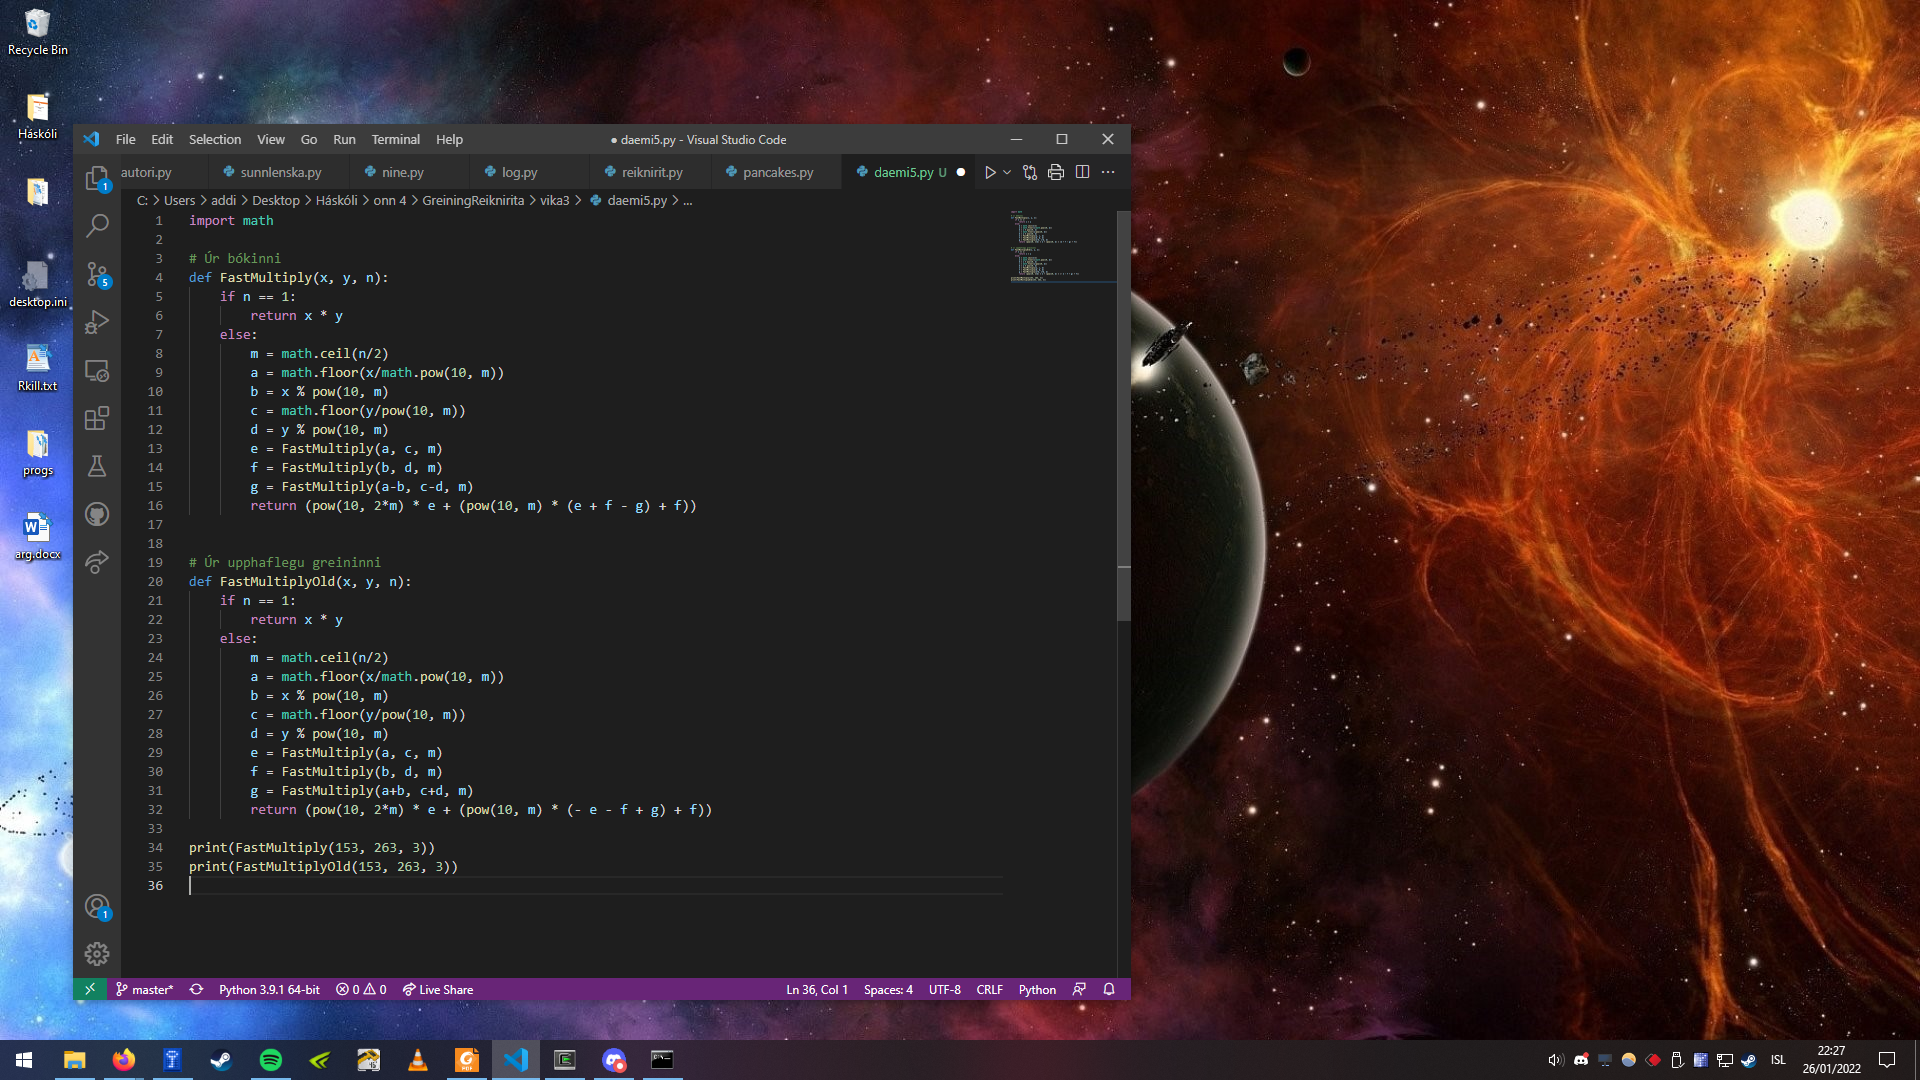 Recycle Bin
Háskóli
desktop.ini
Rkill.txt
progs
arg.docx
File Edit Selection View Go Run Terminal Help
● daemi5.py - Visual Studio Code
autori.py sunnlenska.py nine.py log.py reiknirit.py pancakes.py daemi5.py U
C: > Users > addi > Desktop > Háskóli > onn 4 > GreiningReiknirita > vika3 > daemi5.py > ...
1 import math
2
3 # Úr bókinni
4 def FastMultiply(x, y, n):
5     if n == 1:
6         return x * y
7     else:
8         m = math.ceil(n/2)
9         a = math.floor(x/math.pow(10, m))
10         b = x % pow(10, m)
11         c = math.floor(y/pow(10, m))
12         d = y % pow(10, m)
13         e = FastMultiply(a, c, m)
14         f = FastMultiply(b, d, m)
15         g = FastMultiply(a-b, c-d, m)
16         return (pow(10, 2*m) * e + (pow(10, m) * (e + f - g) + f))
17
18
19 # Úr upphaflegu greininni
20 def FastMultiplyOld(x, y, n):
21     if n == 1:
22         return x * y
23     else:
24         m = math.ceil(n/2)
25         a = math.floor(x/math.pow(10, m))
26         b = x % pow(10, m)
27         c = math.floor(y/pow(10, m))
28         d = y % pow(10, m)
29         e = FastMultiply(a, c, m)
30         f = FastMultiply(b, d, m)
31         g = FastMultiply(a+b, c+d, m)
32         return (pow(10, 2*m) * e + (pow(10, m) * (- e - f + g) + f))
33
34 print(FastMultiply(153, 263, 3))
35 print(FastMultiplyOld(153, 263, 3))
36
1
5
1
master* Python 3.9.1 64-bit 0 0 Live Share Ln 36, Col 1 Spaces: 4 UTF-8 CRLF Python
ISL
22:27
26/01/2022